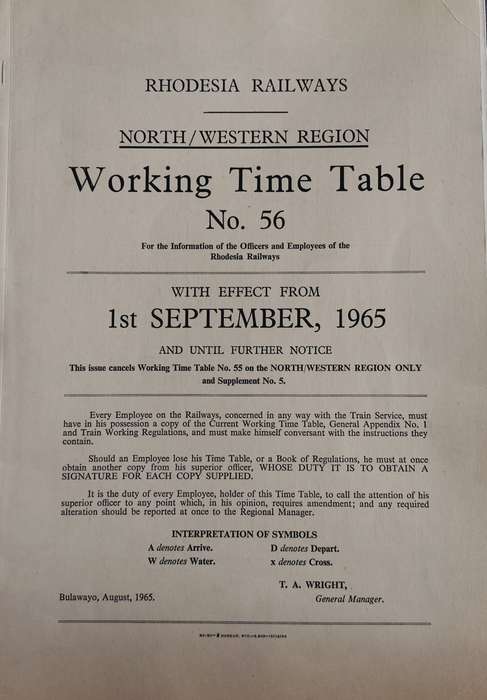 RHODESIA RAILWAYS
NORTH/WESTERN REGION
Working Time Table
No. 56
For the Information of the Officers and Employees of the
Rhodesia Railways
WITH EFFECT FROM
1st SEPTEMBER, 1965
AND UNTIL FURTHER NOTICE
This issue cancels Working Time Table No. 55 on the NORTH/WESTERN REGION ONLY
and Supplement No. 5.
Every Employee on the Railways, concerned in any way with the Train Service, must
have in his possession a copy of the Current Working Time Table, General Appendix No. 1
and Train Working Regulations, and must make himself conversant with the instructions they
contain.
Should an Employee lose his Time Table, or a Book of Regulations, he must at once
obtain another copy from his superior officer, WHOSE DUTY IT IS TO OBTAIN A
SIGNATURE FOR EACH COPY SUPPLIED.
It is the duty of every Employee, holder of this Time Table, to call the attention of his
superior officer to any point which, in his opinion, requires amendment; and any required
alteration should be reported at once to the Regional Manager.
INTERPRETATION OF SYMBOLS
A denotes Arrive. D denotes Depart.
W denotes Water. x denotes Cross.
T. A. WRIGHT,
Bulawayo, August, 1965. General Manager.